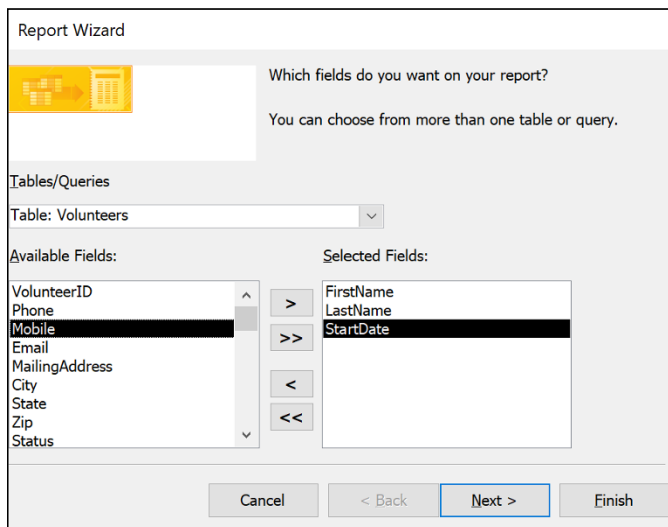 Report Wizard
Which fields do you want on your report?
You can choose from more than one table or query.
Tables/Queries
Table: Volunteers
Available Fields:
Selected Fields:
VolunteerID
Phone
Mobile
Email
MailingAddress
City
State
Zip
Status
>
>>
<
<<
FirstName
LastName
StartDate
Cancel
< Back
Next >
Finish